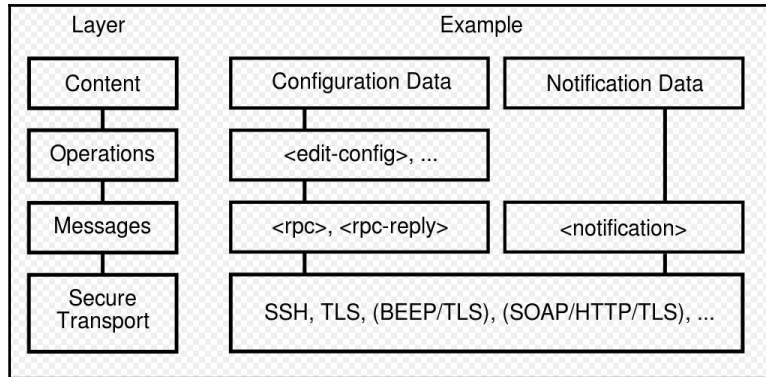 Layer Example
Content Configuration Data Notification Data
Operations <edit-config>, ...
Messages <rpc>, <rpc-reply> <notification>
Secure
Transport SSH, TLS, (BEEP/TLS), (SOAP/HTTP/TLS), ...